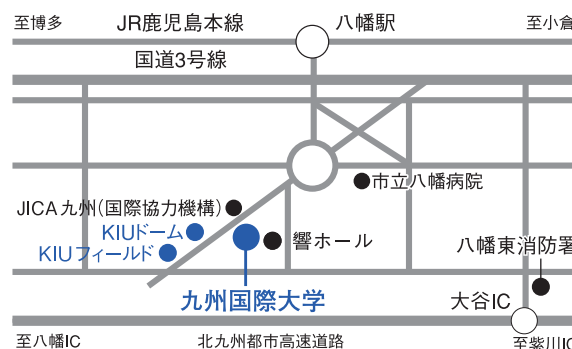 至博多
JR鹿児島本線
八幡駅
至小倉
国道3号線
市立八幡病院
JICA九州(国際協力機構)
KIUドーム
KIUフィールド
響ホール
八幡東消防署
九州国際大学
大谷IC
至八幡IC
北九州都市高速道路
至紫川IC